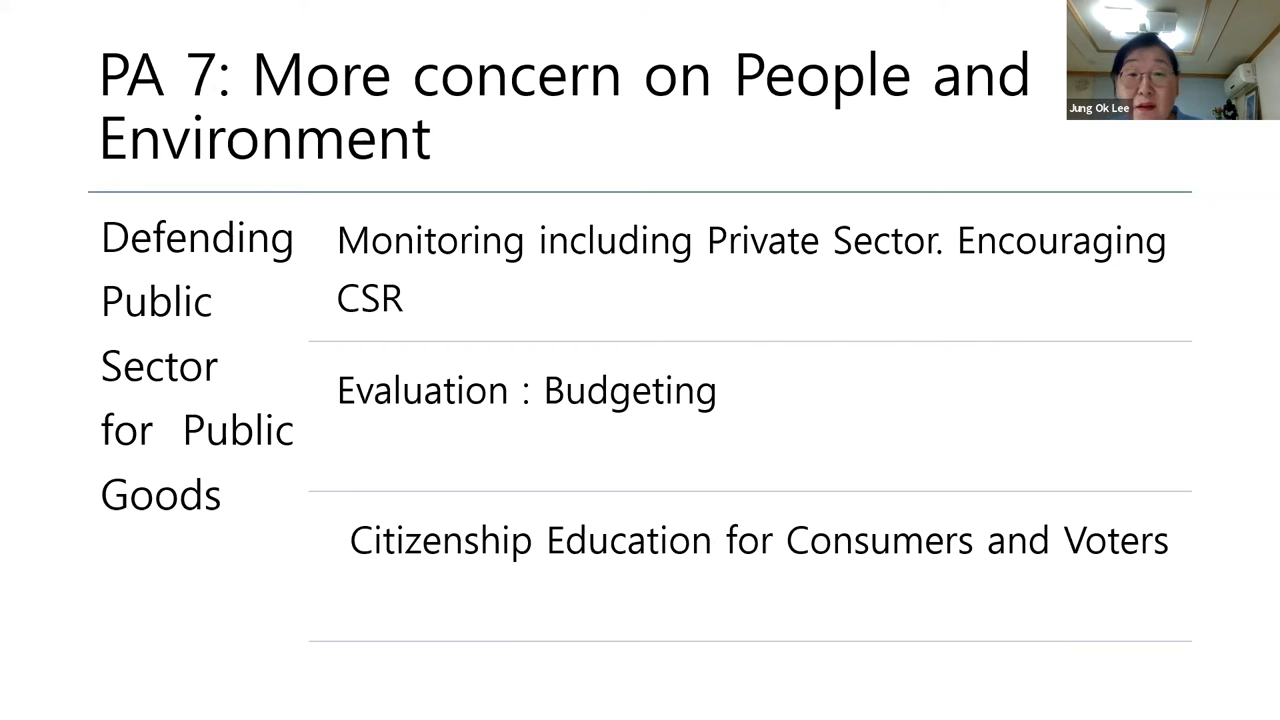 PA 7: More concern on People and
Environment
Jung Ok Lee
Defending
Public
Sector
for Public
Goods
Monitoring including Private Sector. Encouraging
CSR
Evaluation : Budgeting
Citizenship Education for Consumers and Voters